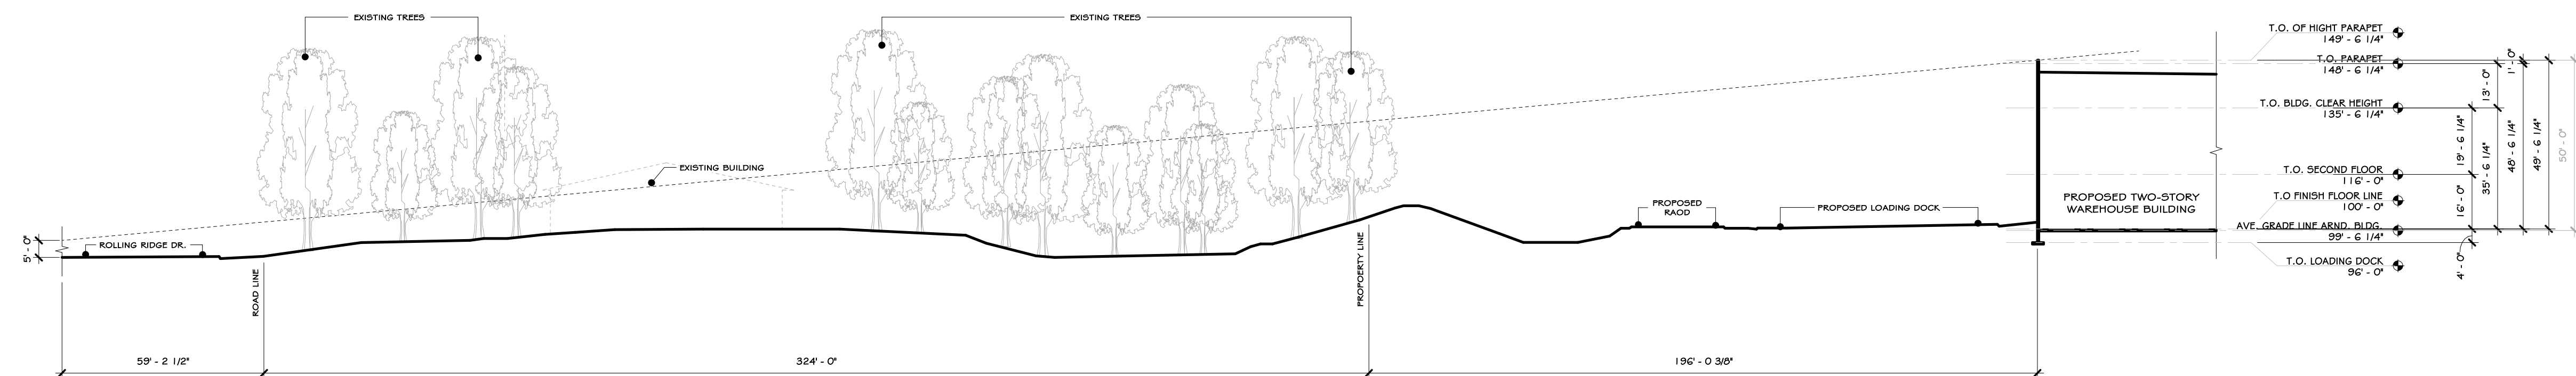 EXISTING TREES
EXISTING TREES
EXISTING BUILDING
ROLLING RIDGE DR.
5' - 0"
ROAD LINE
PROPOERTY LINE
PROPOSED
RAOD
PROPOSED LOADING DOCK
PROPOSED TWO-STORY
WAREHOUSE BUILDING
T.O. OF HIGHT PARAPET
149' - 6 1/4"
T.O. PARAPET
148' - 6 1/4"
T.O. BLDG. CLEAR HEIGHT
135' - 6 1/4"
T.O. SECOND FLOOR
116' - 0"
T.O FINISH FLOOR LINE
100' - 0"
AVE. GRADE LINE ARND. BLDG.
99' - 6 1/4"
T.O. LOADING DOCK
96' - 0"
19' - 6 1/4"
16' - 0"
4' - 0"
13' - 0"
35' - 6 1/4"
1' - 0"
48' - 6 1/4"
49' - 6 1/4"
50' - 0"
59' - 2 1/2"
324' - 0"
196' - 0 3/8"